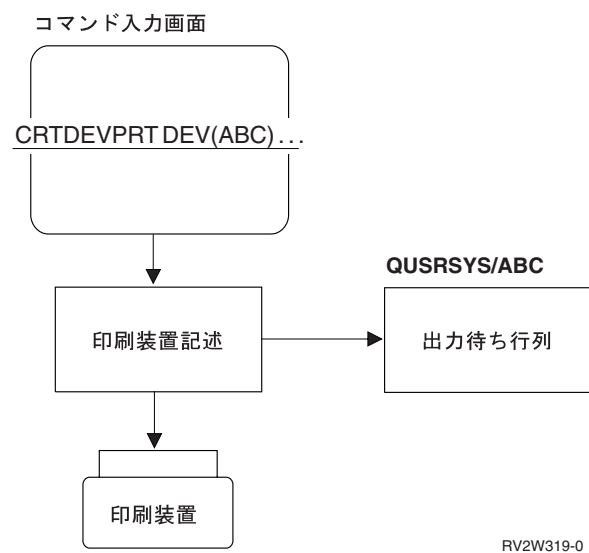 コマンド入力画面
CRTDEVPRT DEV(ABC)...
QUSRSYS/ABC
印刷装置記述
出力待ち行列
印刷装置
RV2W319-0